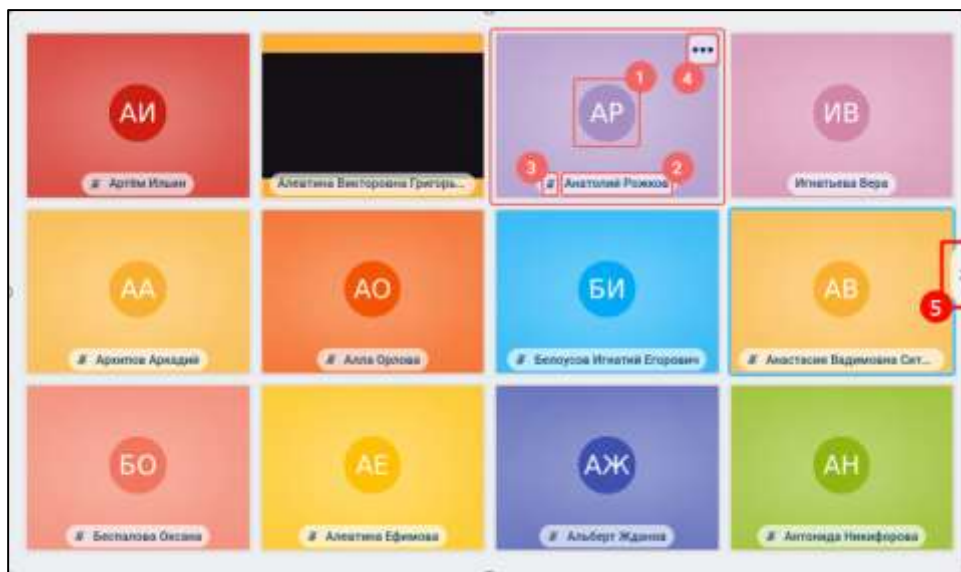 АИ
Артём Ильин
Алевтина Викторовна Григорь...
1
4
АР
3
2
Анатолий Рожков
ИВ
Игнатьева Вера
АА
Архипов Аркадий
АО
Алла Орлова
БИ
Белоусов Игнатий Егорович
АВ
5
Анастасия Вадимовна Сит...
БО
Беспалова Оксана
АЕ
Алевтина Ефимова
АЖ
Альберт Жданов
АН
Антонида Никифорова